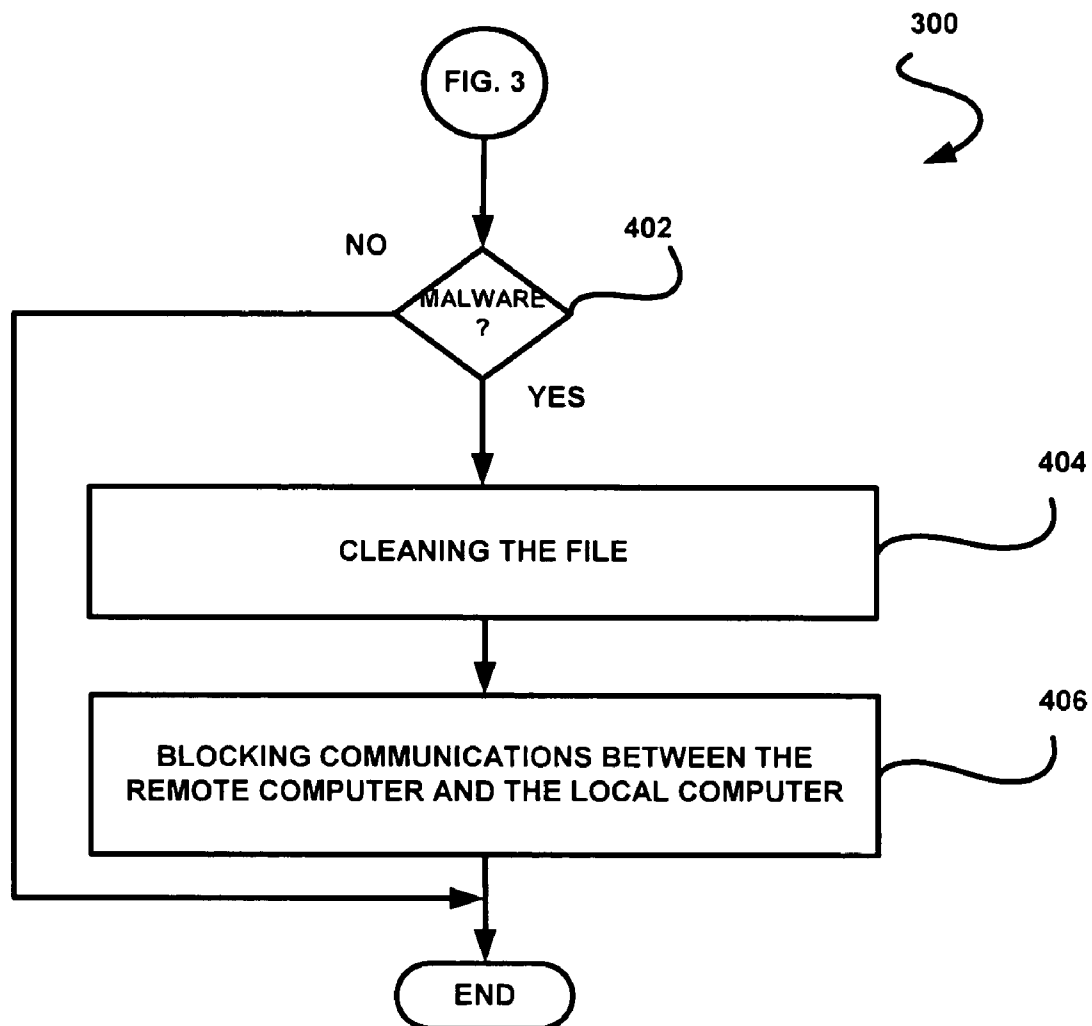 300
FIG. 3
402
NO
MALWARE
?
YES
404
CLEANING THE FILE
406
BLOCKING COMMUNICATIONS BETWEEN THE
REMOTE COMPUTER AND THE LOCAL COMPUTER
END